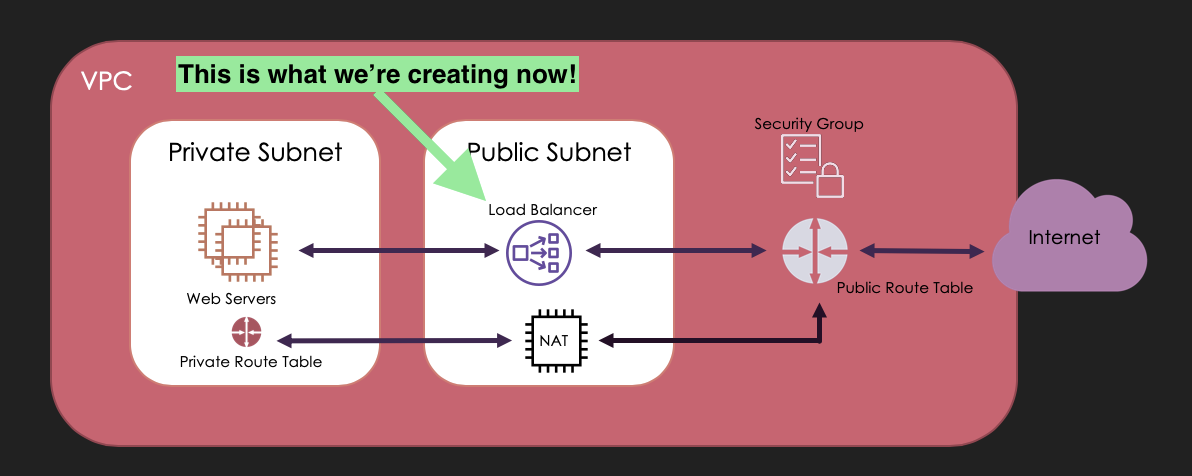 This is what we’re creating now!
VPC
Private Subnet
Public Subnet
Security Group
Load Balancer
Internet
Web Servers
Public Route Table
NAT
Private Route Table